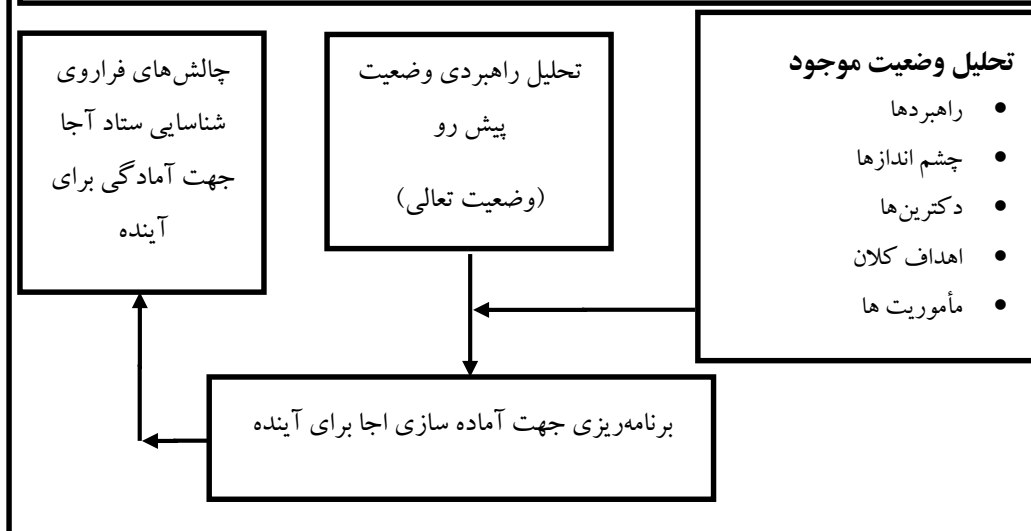 تحلیل وضعیت موجود
• راهبردها
• چشم اندازها
• دکترین‌ها
• اهداف کلان
• مأموریت ها
تحلیل راهبردی وضعیت
پیش رو
(وضعیت تعالی)
چالش‌های فراروی
شناسایی ستاد آجا
جهت آمادگی برای
آینده
برنامه‌ریزی جهت آماده سازی اجا برای آینده